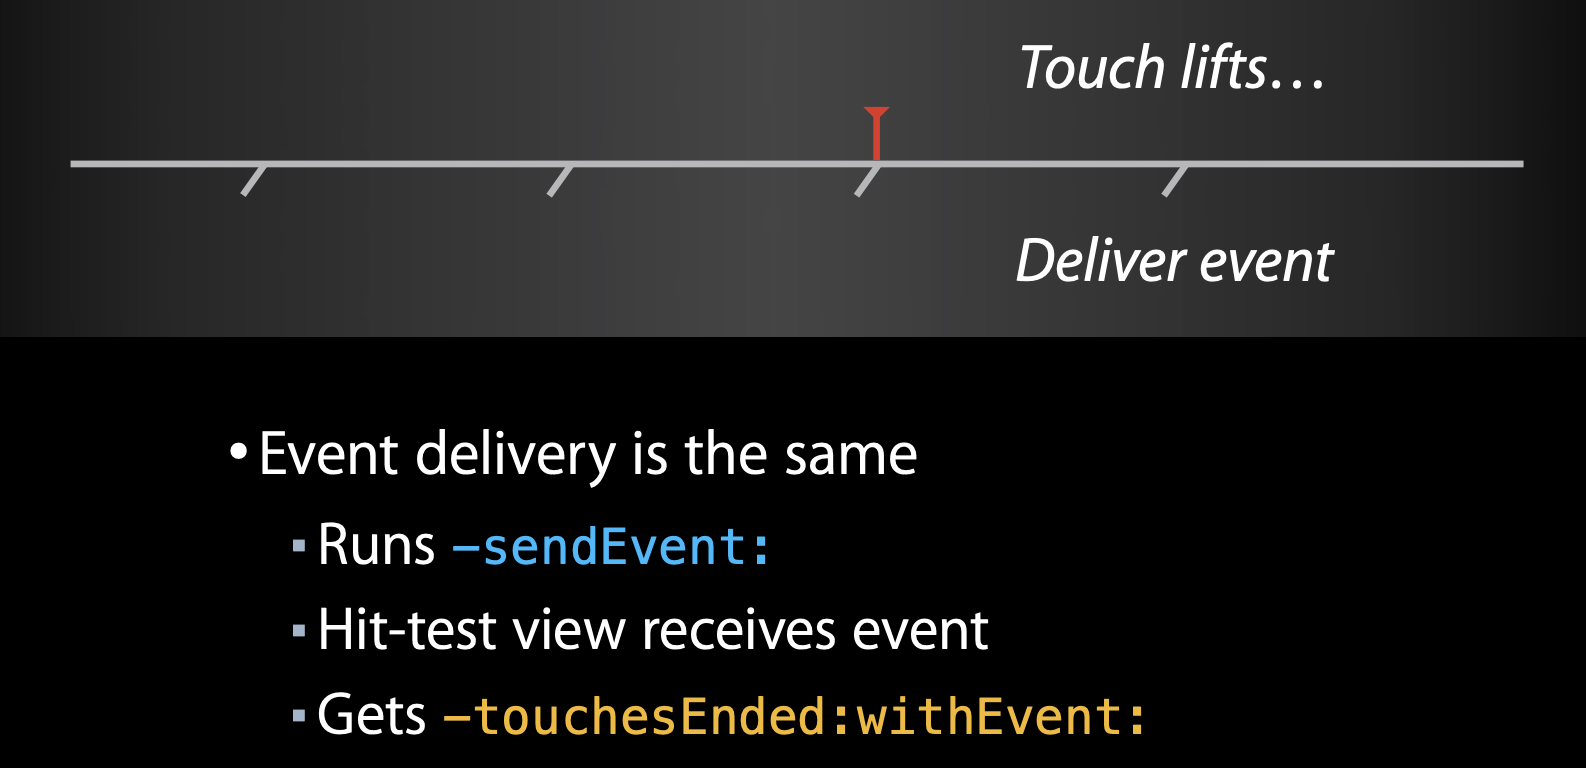 Touch lifts…
Deliver event
• Event delivery is the same
▪ Runs –sendEvent:
▪ Hit-test view receives event
▪ Gets –touchesEnded:withEvent: